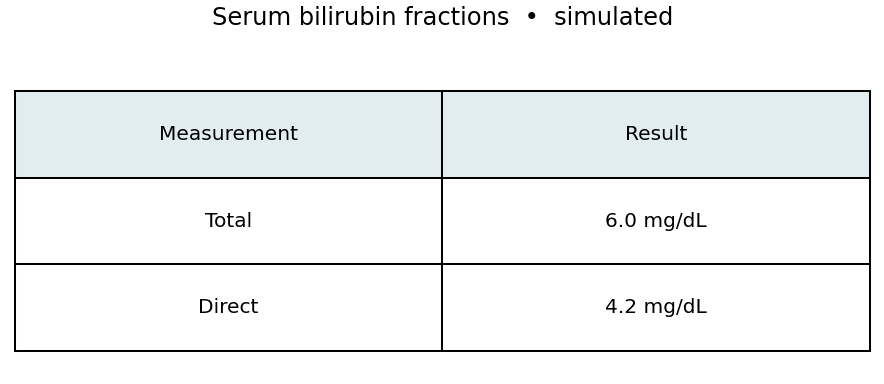 Serum bilirubin fractions • simulated
Measurement Result
Total 6.0 mg/dL
Direct 4.2 mg/dL